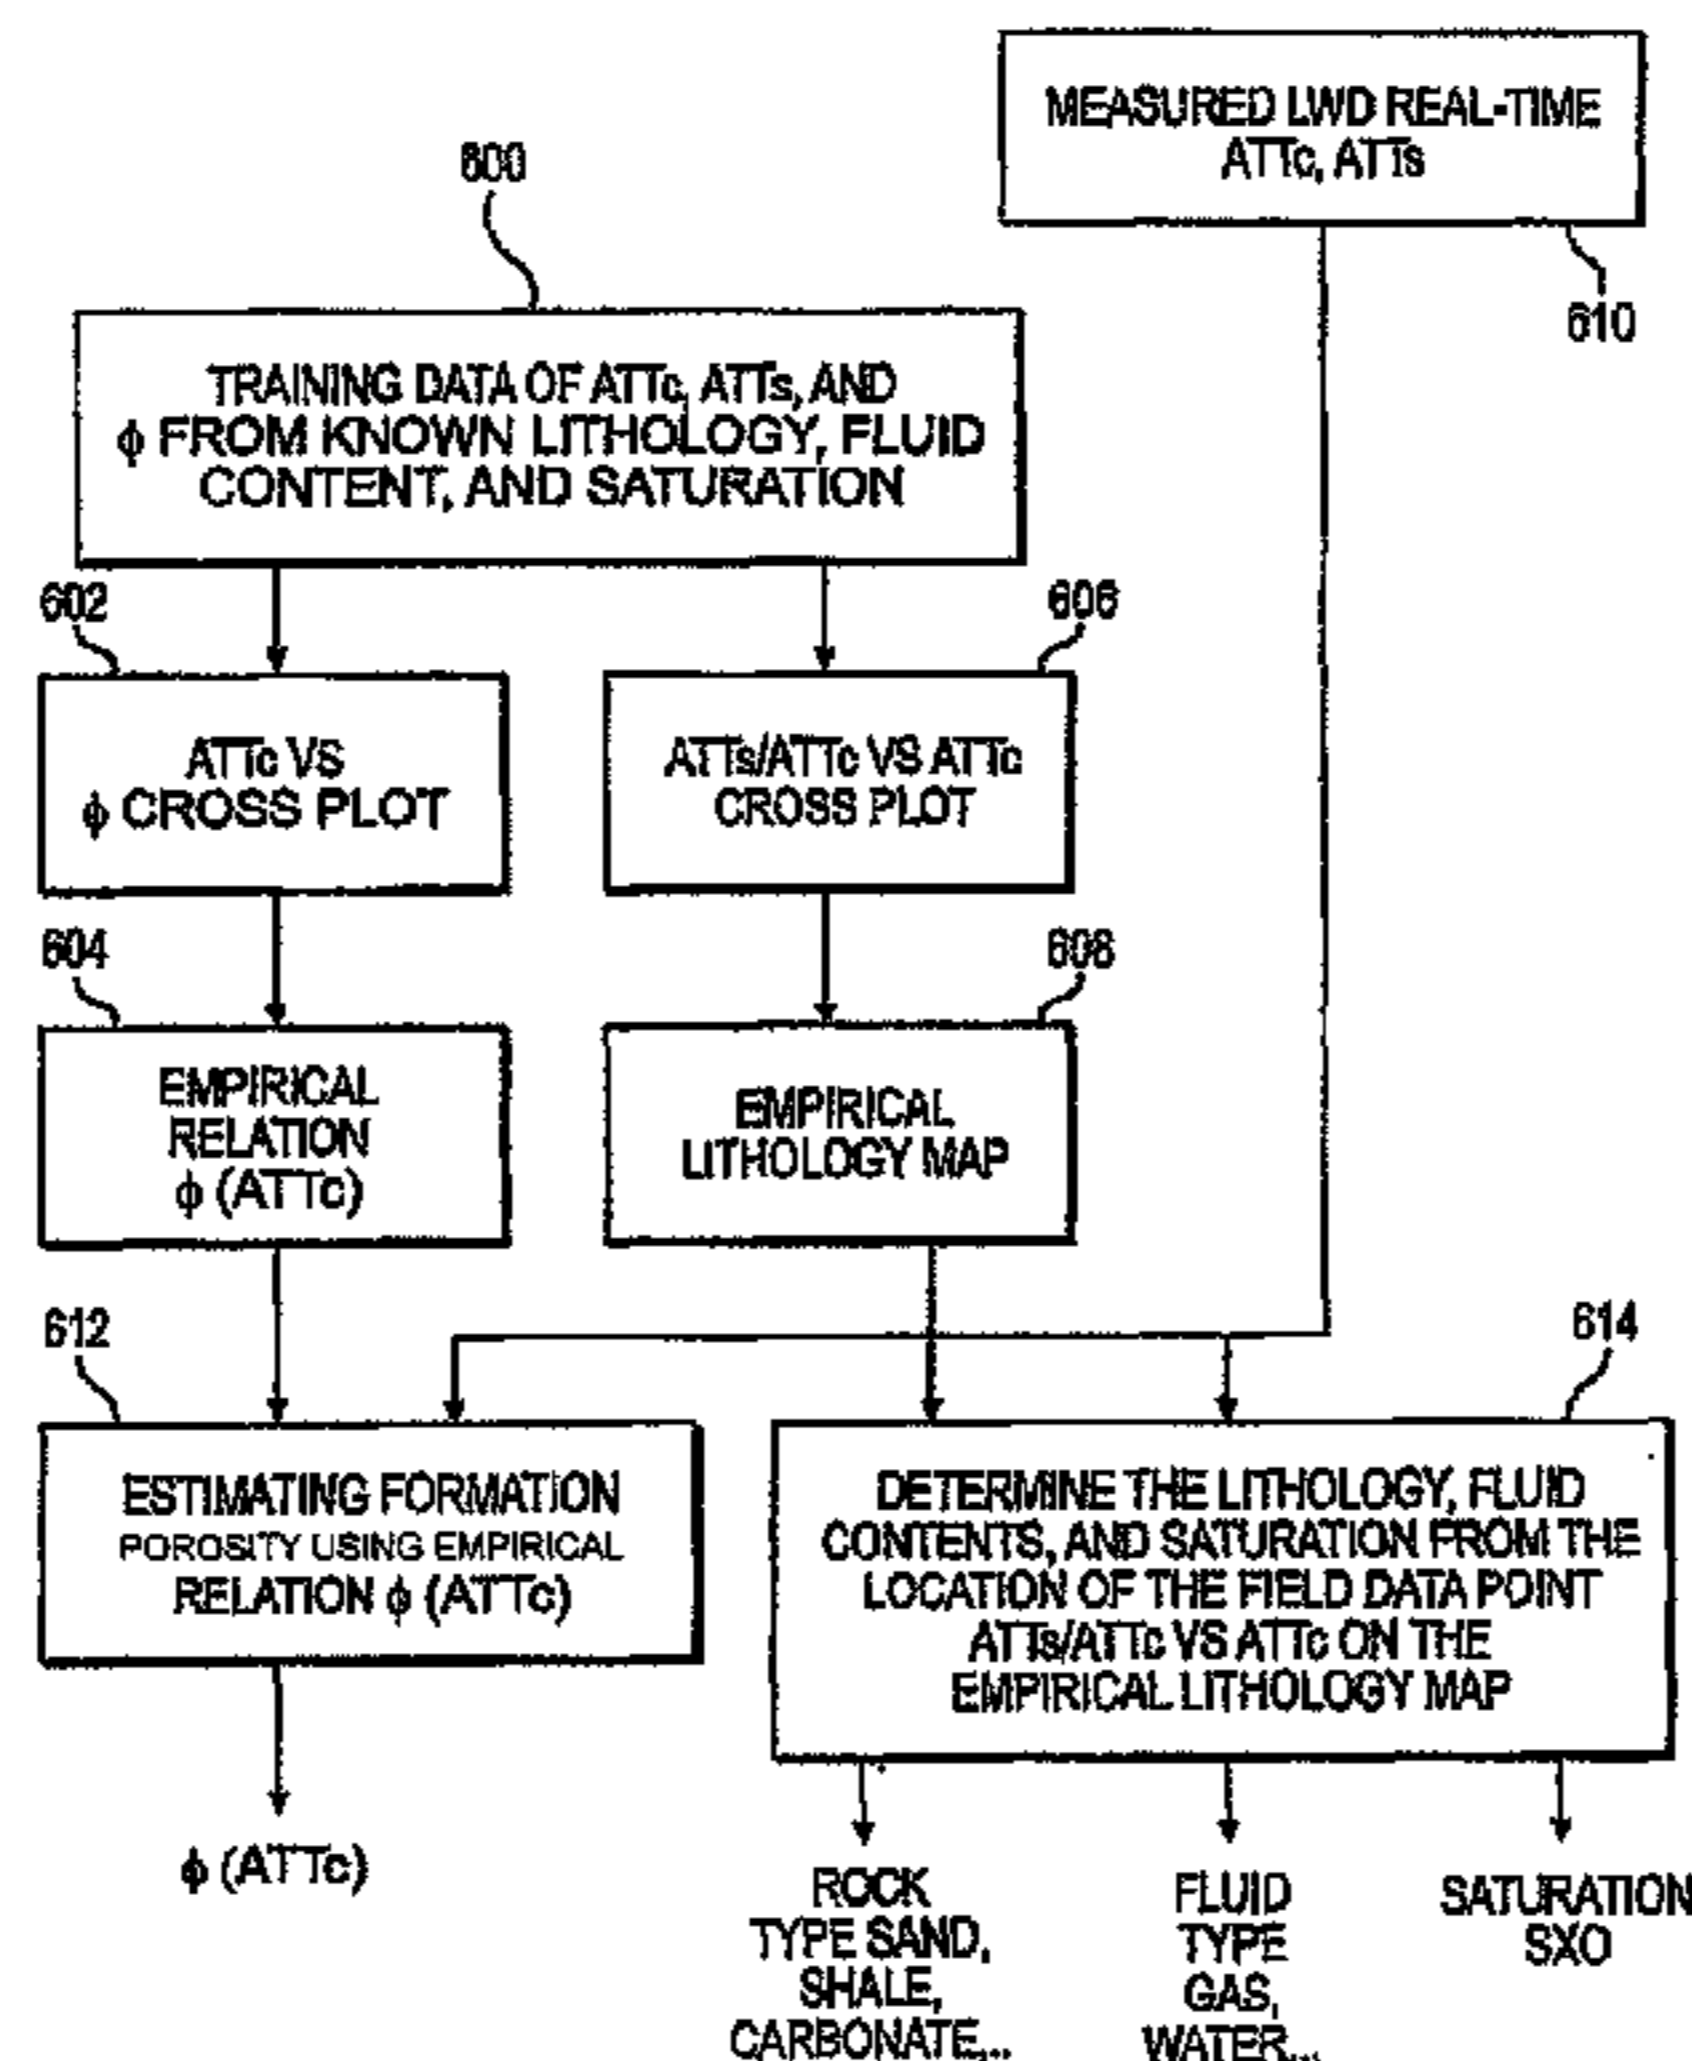 MEASURED LWD REAL-TIME
ATTc, ATTs
610
600
TRAINING DATA OF ATTc, ATTs, AND
ϕ FROM KNOWN LITHOLOGY, FLUID
CONTENT, AND SATURATION
602
ATTc VS
ϕ CROSS PLOT
606
ATTs/ATTc VS ATTc
CROSS PLOT
604
EMPIRICAL
RELATION
ϕ (ATTc)
608
EMPIRICAL
LITHOLOGY MAP
612
ESTIMATING FORMATION
POROSITY USING EMPIRICAL
RELATION ϕ (ATTc)
614
DETERMINE THE LITHOLOGY, FLUID
CONTENTS, AND SATURATION FROM THE
LOCATION OF THE FIELD DATA POINT
ATTs/ATTc VS ATTc ON THE
EMPIRICAL LITHOLOGY MAP
ϕ (ATTc)
ROCK
TYPE SAND,
SHALE,
CARBONATE,..
FLUID
TYPE
GAS,
WATER...
SATURATION
SXO